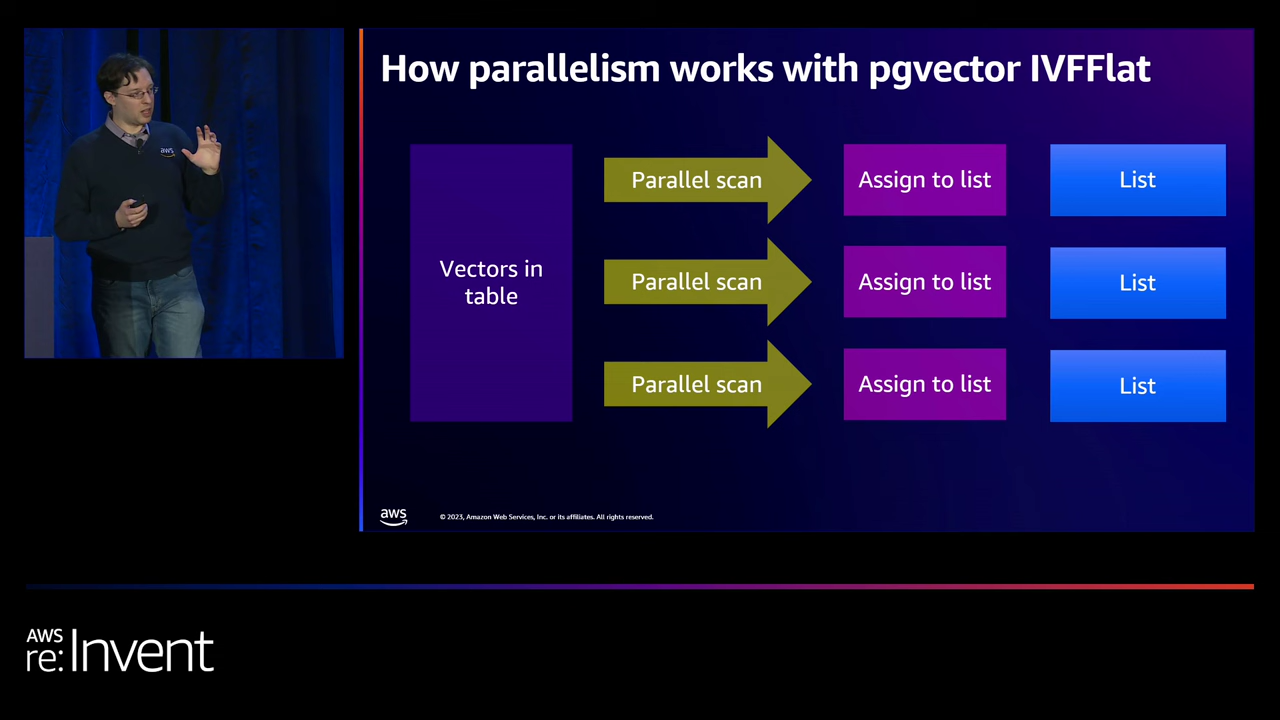 How parallelism works with pgvector IVFFlat
aws
Vectors in
table
Parallel scan
Assign to list
List
Parallel scan
Assign to list
List
Parallel scan
Assign to list
List
aws
© 2023, Amazon Web Services, Inc. or its affiliates. All rights reserved.
AWS
re:Invent